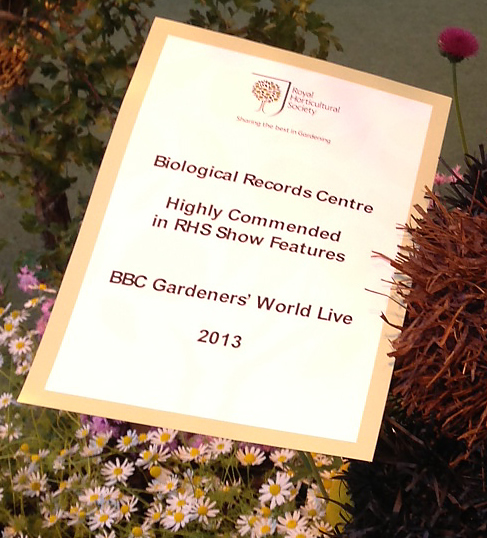 Royal
Horticultural
Society
Sharing the best in Gardening
Biological Records Centre
Highly Commended
in RHS Show Features
BBC Gardeners' World Live
2013